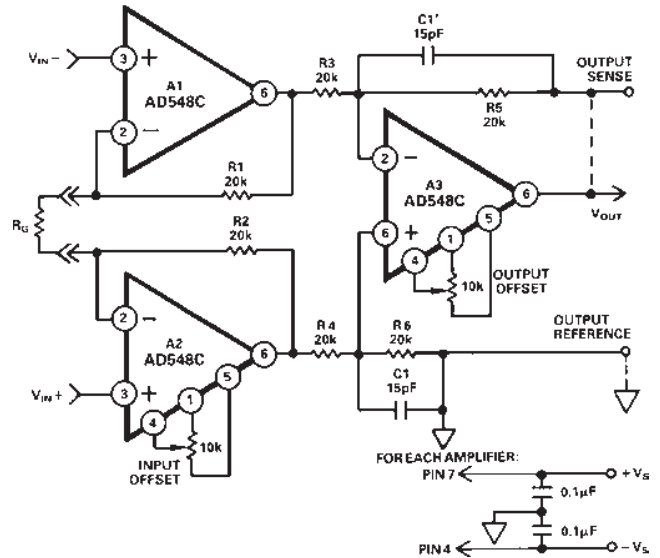 C1'
15pF
R3
20k
OUTPUT
SENSE
VIN−
3
+
A1
AD548C
6
R5
20k
2
−
2
−
R1
20k
A3
AD548C
6
VOUT
RG
R2
20k
6
+
5
1
4
10k
OUTPUT
OFFSET
2
−
A2
AD548C
6
R4
20k
R6
20k
OUTPUT
REFERENCE
5
C1
15pF
VIN+
3
+
1
4
10k
INPUT
OFFSET
FOR EACH AMPLIFIER:
PIN 7
+VS
0.1µF
0.1µF
PIN 4
−VS